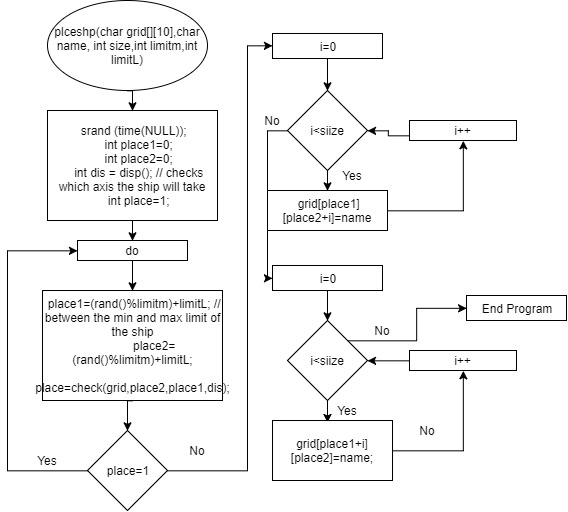 plceshp(char grid[][10],char
name, int size,int limitm,int
limitL)
srand (time(NULL));
int place1=0;
int place2=0;
int dis = disp(); // checks
which axis the ship will take
int place=1;
do
place1=(rand()%limitm)+limitL; //
between the min and max limit of
the ship
place2=
(rand()%limitm)+limitL;
place=check(grid,place2,place1,dis);
place=1
Yes
No
i=0
i<siize
No
Yes
i++
grid[place1]
[place2+i]=name
i=0
i<siize
No
End Program
i++
Yes
grid[place1+i]
[place2]=name;
No